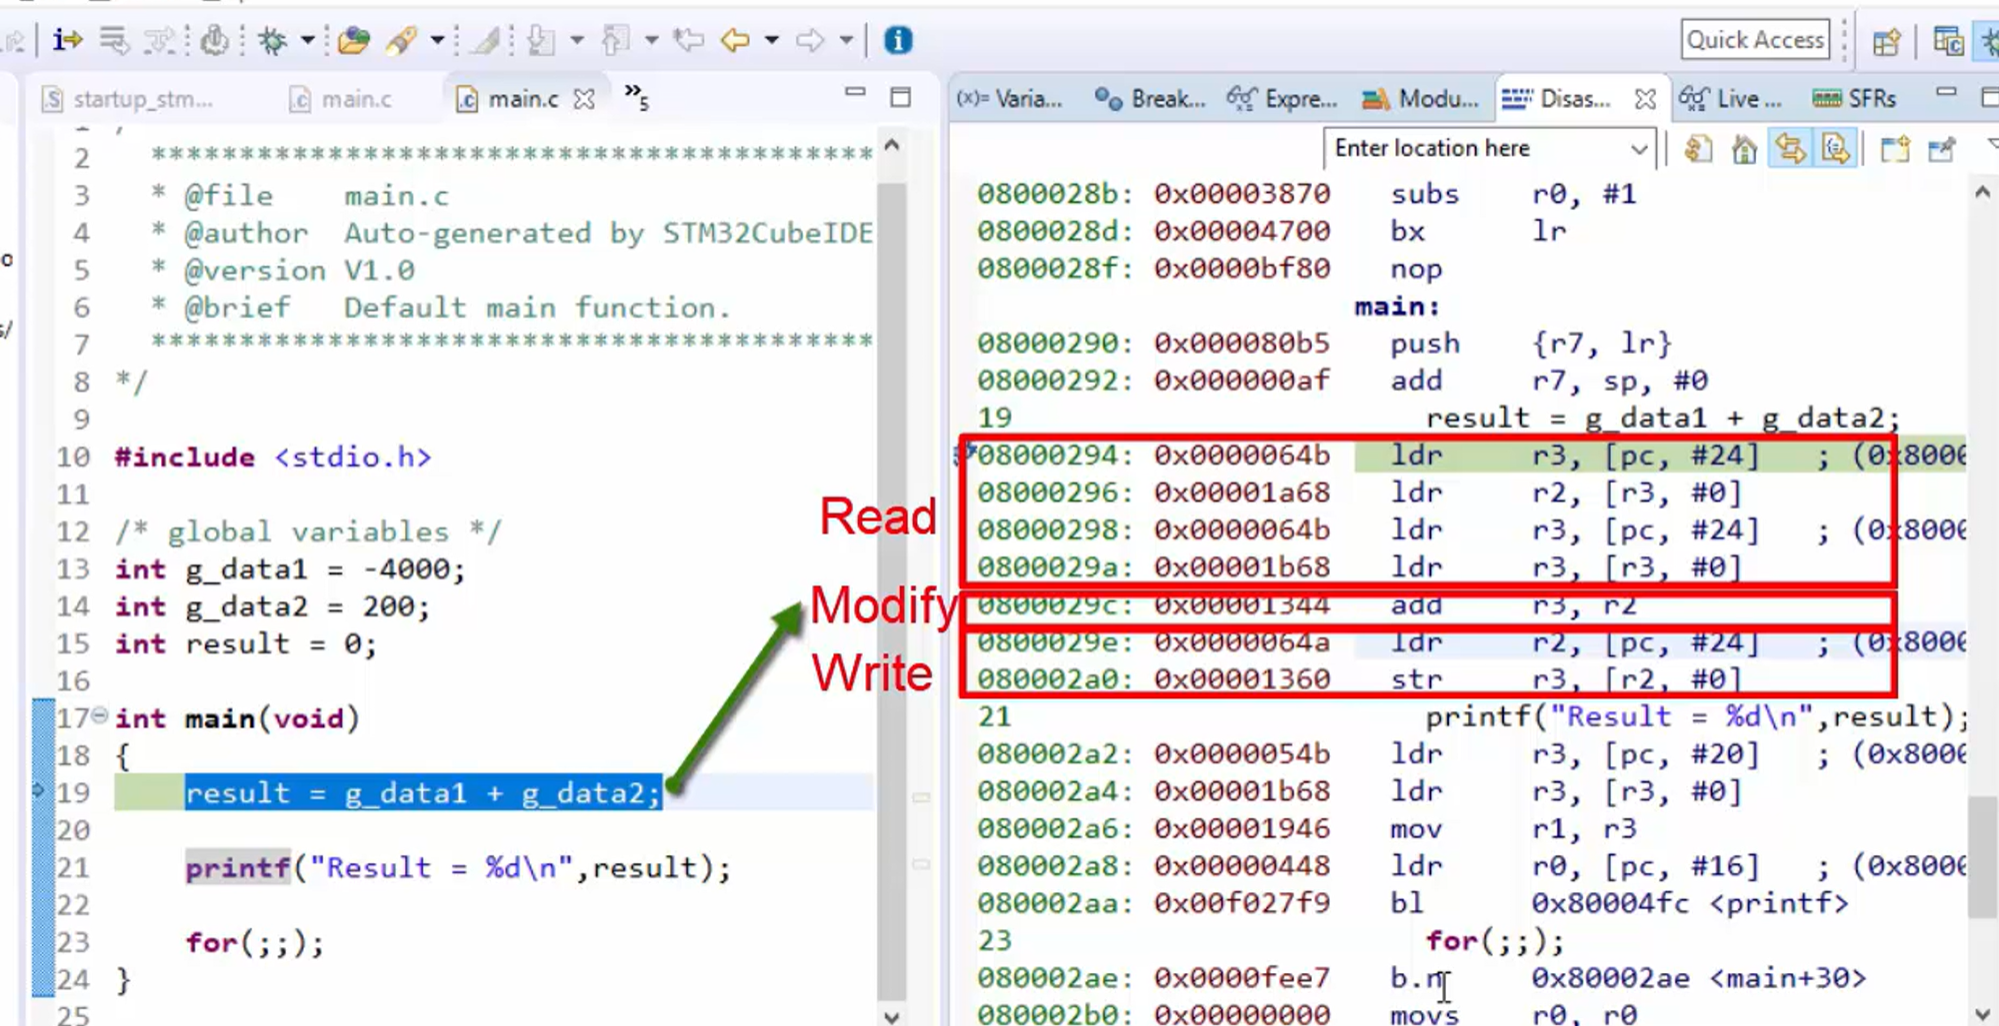 Quick Access
startup_stm...
main.c
main.c
»5
(x)= Varia...
Break...
Expre...
Modu...
Disas...
Live ...
SFRs
Enter location here
2 *****************************************
3 * @file main.c
4 * @author Auto-generated by STM32CubeIDE
5 * @version V1.0
6 * @brief Default main function.
7 *****************************************
8 */
9
10 #include <stdio.h>
11
12 /* global variables */
13 int g_data1 = -4000;
14 int g_data2 = 200;
15 int result = 0;
16
17 int main(void)
18 {
19 result = g_data1 + g_data2;
20
21 printf("Result = %d\n",result);
22
23 for(;;);
24 }
25
Read
Modify
Write
0800028b: 0x00003870 subs r0, #1
0800028d: 0x00004700 bx lr
0800028f: 0x0000bf80 nop
main:
08000290: 0x000080b5 push {r7, lr}
08000292: 0x000000af add r7, sp, #0
19 result = g_data1 + g_data2;
08000294: 0x0000064b ldr r3, [pc, #24] ; (0x8000
08000296: 0x00001a68 ldr r2, [r3, #0]
08000298: 0x0000064b ldr r3, [pc, #24] ; (0x8000
0800029a: 0x00001b68 ldr r3, [r3, #0]
0800029c: 0x00001344 add r3, r2
0800029e: 0x0000064a ldr r2, [pc, #24] ; (0x8000
080002a0: 0x00001360 str r3, [r2, #0]
21 printf("Result = %d\n",result);
080002a2: 0x0000054b ldr r3, [pc, #20] ; (0x8000
080002a4: 0x00001b68 ldr r3, [r3, #0]
080002a6: 0x00001946 mov r1, r3
080002a8: 0x00000448 ldr r0, [pc, #16] ; (0x8000
080002aa: 0x00f027f9 bl 0x80004fc <printf>
23 for(;;);
080002ae: 0x0000fee7 b.n 0x80002ae <main+30>
080002b0: 0x00000000 movs r0, r0